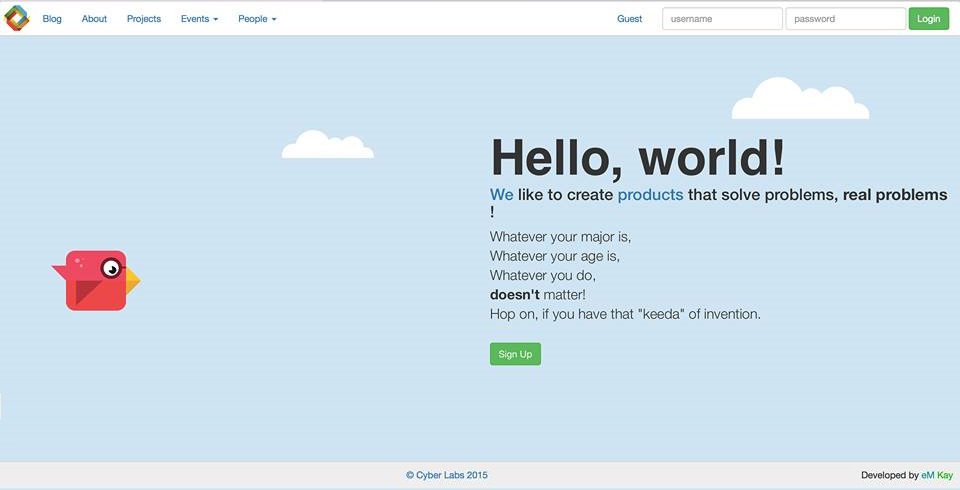 Blog About Projects Events People Guest username password Login
Hello, world!
We like to create products that solve problems, real problems
!
Whatever your major is,
Whatever your age is,
Whatever you do,
doesn't matter!
Hop on, if you have that "keeda" of invention.
Sign Up
© Cyber Labs 2015 Developed by eM Kay